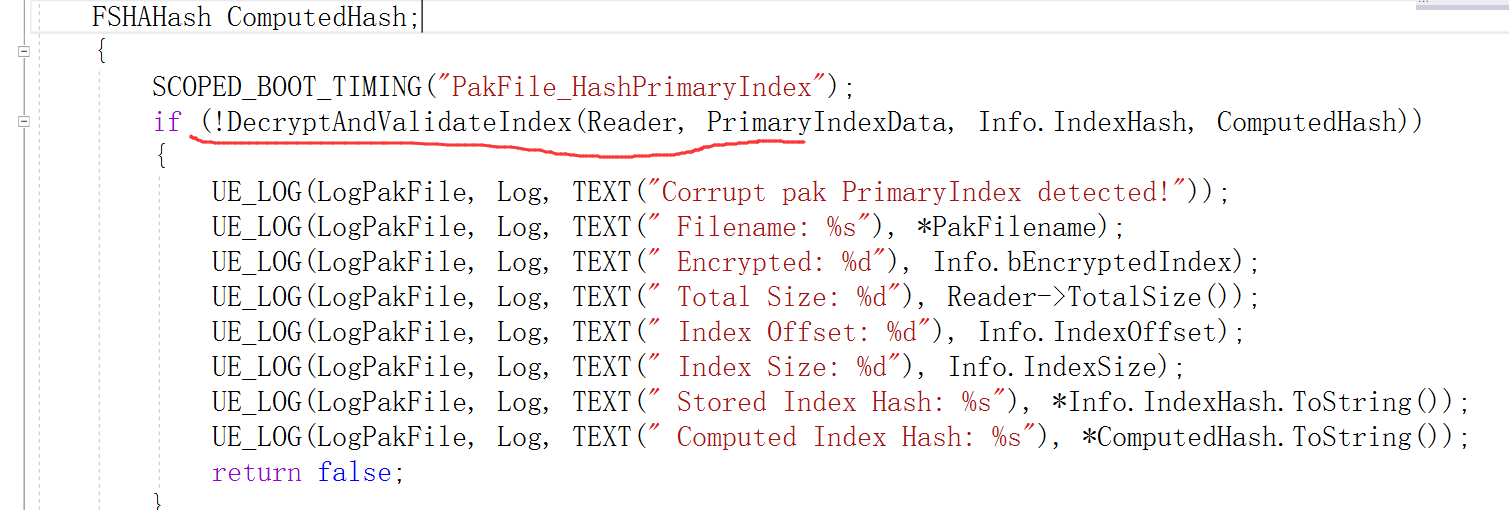 FSHAHash ComputedHash;
{
SCOPED_BOOT_TIMING("PakFile_HashPrimaryIndex");
if (!DecryptAndValidateIndex(Reader, PrimaryIndexData, Info.IndexHash, ComputedHash))
{
UE_LOG(LogPakFile, Log, TEXT("Corrupt pak PrimaryIndex detected!"));
UE_LOG(LogPakFile, Log, TEXT(" Filename: %s"), *PakFilename);
UE_LOG(LogPakFile, Log, TEXT(" Encrypted: %d"), Info.bEncryptedIndex);
UE_LOG(LogPakFile, Log, TEXT(" Total Size: %d"), Reader->TotalSize());
UE_LOG(LogPakFile, Log, TEXT(" Index Offset: %d"), Info.IndexOffset);
UE_LOG(LogPakFile, Log, TEXT(" Index Size: %d"), Info.IndexSize);
UE_LOG(LogPakFile, Log, TEXT(" Stored Index Hash: %s"), *Info.IndexHash.ToString());
UE_LOG(LogPakFile, Log, TEXT(" Computed Index Hash: %s"), *ComputedHash.ToString());
return false;
}